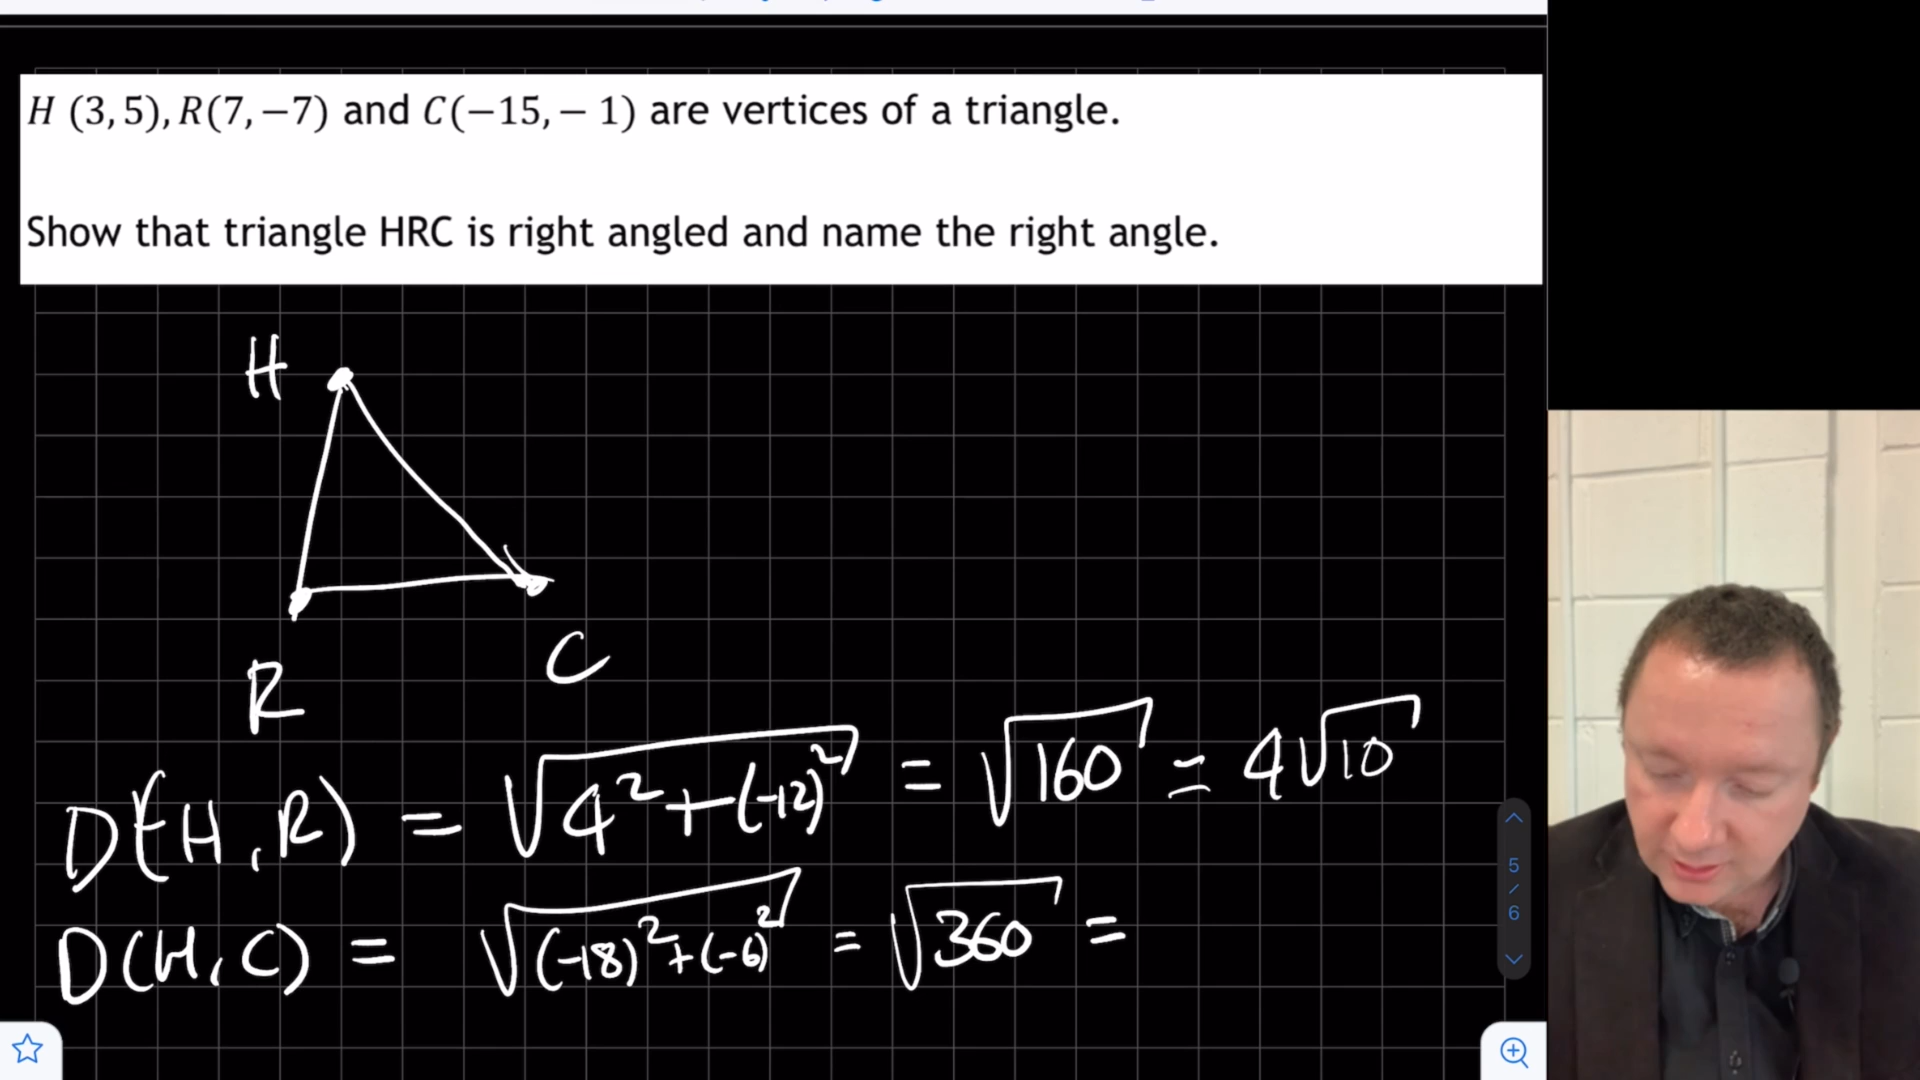 H (3, 5), R(7, −7) and C(−15, − 1) are vertices of a triangle.
Show that triangle HRC is right angled and name the right angle.
H
R
C
D(H, R) = √(4² + (-12)²) = √160 = 4√10
D(H, C) = √((-18)² + (-6)²) = √360 =
5
/
6